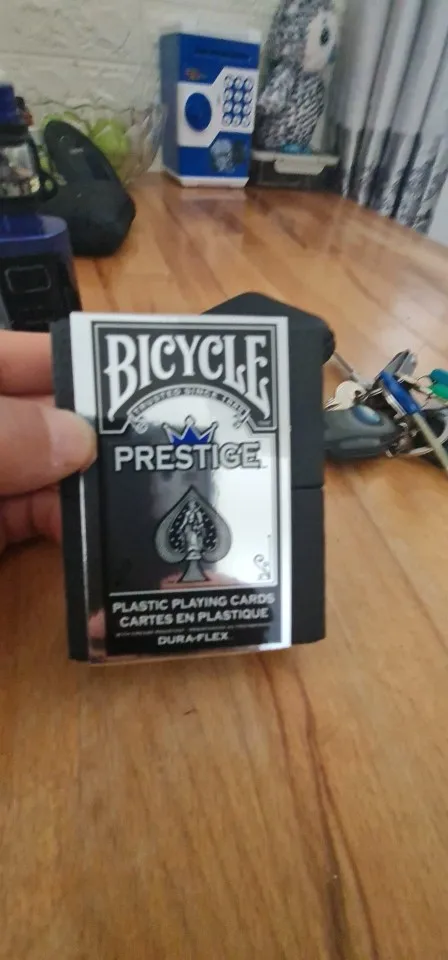 BICYCLE
TRUSTED SINCE 1885
PRESTIGE
PLASTIC PLAYING CARDS
CARTES EN PLASTIQUE
DURA-FLEX